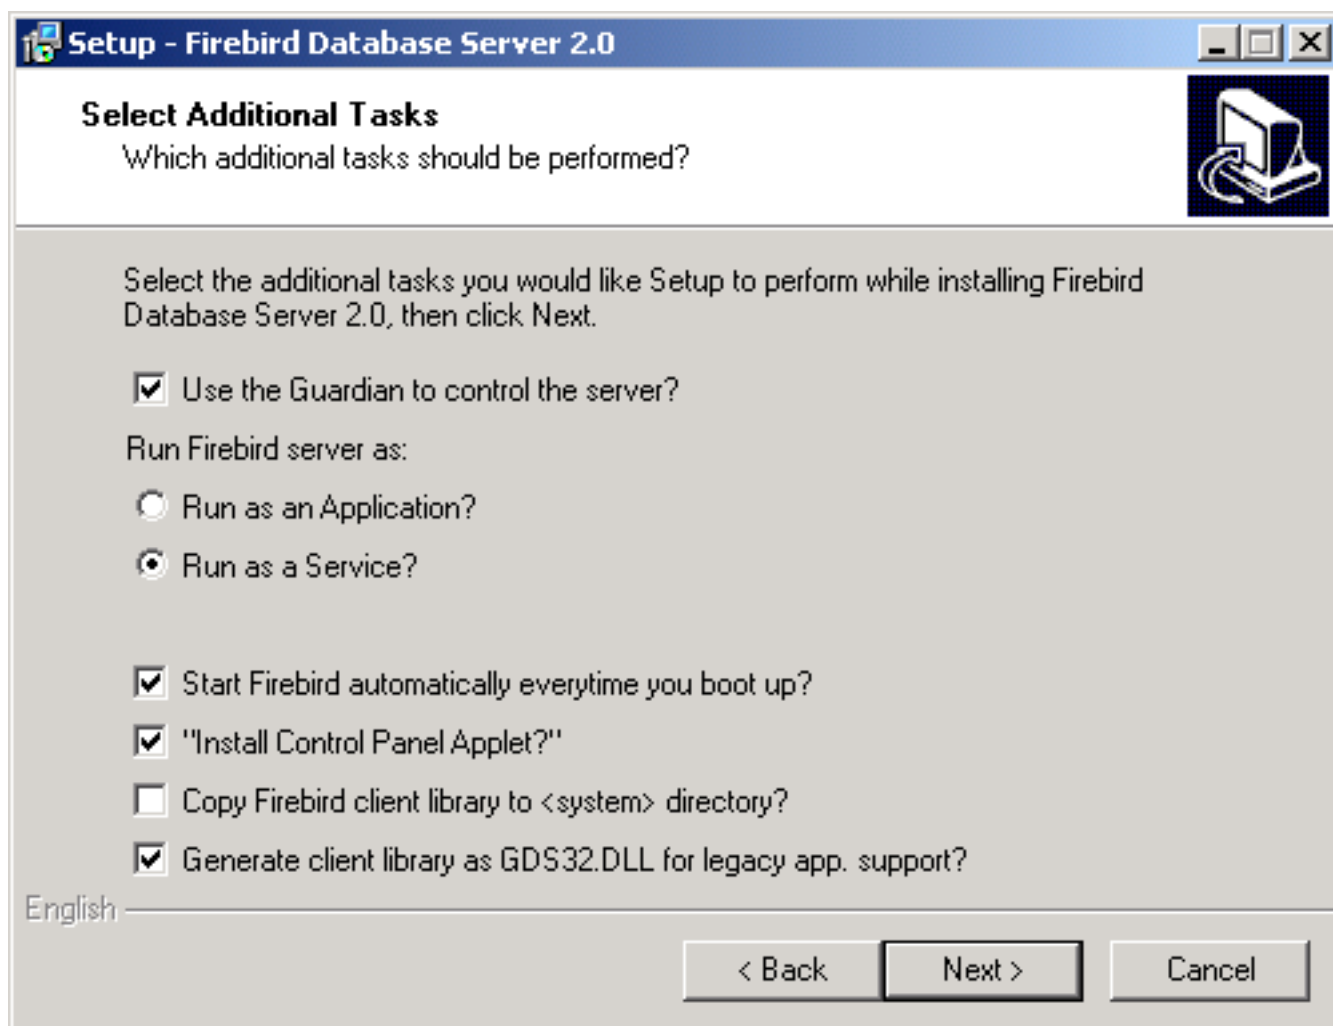 Setup - Firebird Database Server 2.0
Select Additional Tasks
Which additional tasks should be performed?
Select the additional tasks you would like Setup to perform while installing Firebird
Database Server 2.0, then click Next.
Use the Guardian to control the server?
Run Firebird server as:
Run as an Application?
Run as a Service?
Start Firebird automatically everytime you boot up?
"Install Control Panel Applet?"
Copy Firebird client library to <system> directory?
Generate client library as GDS32.DLL for legacy app. support?
English
< Back Next > Cancel